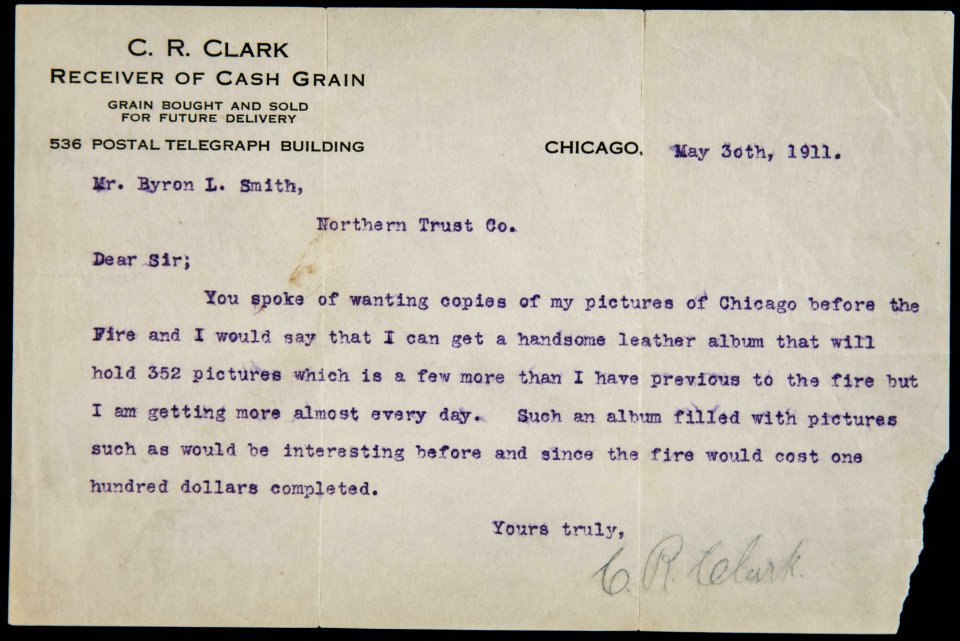 C. R. CLARK
RECEIVER OF CASH GRAIN
GRAIN BOUGHT AND SOLD
FOR FUTURE DELIVERY
536 POSTAL TELEGRAPH BUILDING
CHICAGO, May 30th, 1911.
Mr. Byron L. Smith,
Northern Trust Co.
Dear Sir;
You spoke of wanting copies of my pictures of Chicago before the
Fire and I would say that I can get a handsome leather album that will
hold 352 pictures which is a few more than I have previous to the fire but
I am getting more almost every day. Such an album filled with pictures
such as would be interesting before and since the fire would cost one
hundred dollars completed.
Yours truly,
C. R. Clark.